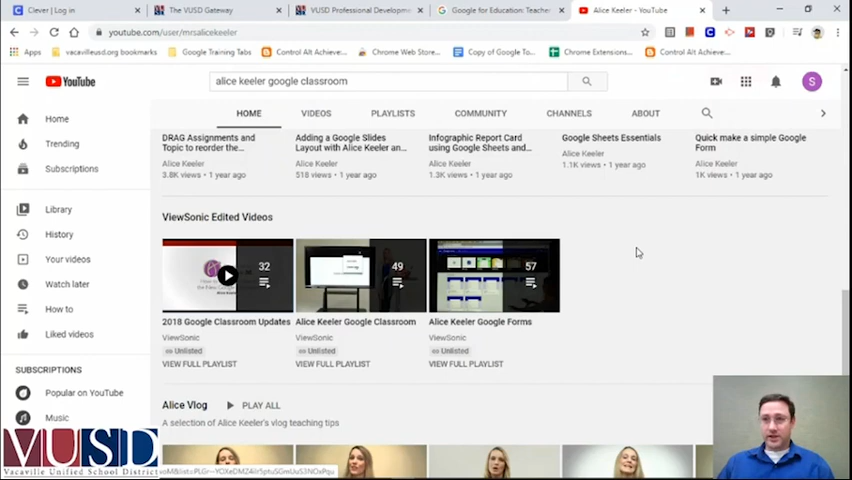 Clever | Log in
The VUSD Gateway
VUSD Professional Developm
Google for Education: Teache
Alice Keeler - YouTube
youtube.com/user/mrsalicekeeler
Apps
vacavilleusd.org bookmarks
Google Training Tabs
Control Alt Achieve...
Chrome Web Store...
Copy of Google To...
Chrome Extensions...
Control Alt Achieve...
YouTube
alice keeler google classroom
S
HOME
VIDEOS
PLAYLISTS
COMMUNITY
CHANNELS
ABOUT
Home
Trending
Subscriptions
Library
History
Your videos
Watch later
How to
Liked videos
SUBSCRIPTIONS
Popular on YouTube
Music
DRAG Assignments and
Topic to reorder the...
Alice Keeler
3.8K views • 1 year ago
Adding a Google Slides
Layout with Alice Keeler an...
Alice Keeler
518 views • 1 year ago
Infographic Report Card
using Google Sheets and...
Alice Keeler
1.3K views • 1 year ago
Google Sheets Essentials
Alice Keeler
1.1K views • 1 year ago
Quick make a simple Google
Form
Alice Keeler
1K views • 1 year ago
ViewSonic Edited Videos
32
49
57
2018 Google Classroom Updates
ViewSonic
Unlisted
VIEW FULL PLAYLIST
Alice Keeler Google Classroom
ViewSonic
Unlisted
VIEW FULL PLAYLIST
Alice Keeler Google Forms
ViewSonic
Unlisted
VIEW FULL PLAYLIST
Alice Vlog
PLAY ALL
A selection of Alice Keeler's vlog teaching tips
VUSD
Vacaville Unified School District